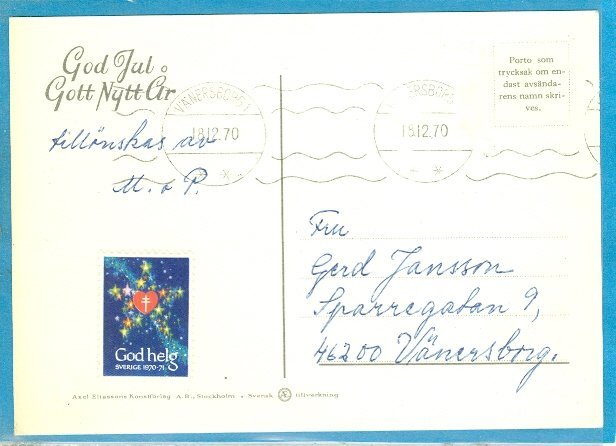 God Jul o
Gott Nytt År
tillönskas av
M. o P.
VÄNERSBORG 1
18.12.70
VÄNERSBORG
18.12.70
Porto som
trycksak om en-
dast avsända-
rens namn skri-
ves.
Fru
Gerd Jansson
Sparregatan 9,
46200 Vänersborg.
God helg
SVERIGE 1970-71
Axel Eliassons Konstförlag A. B., Stockholm . Svensk Æ tillverkning